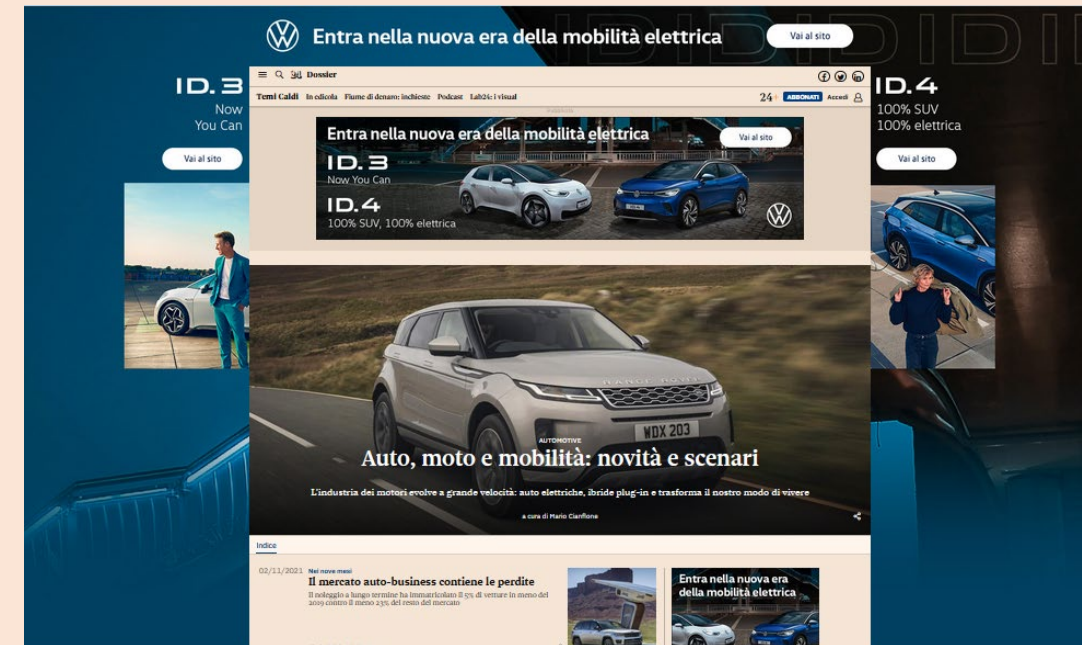 Entra nella nuova era della mobilità elettrica
Vai al sito
ID.3
Now
You Can
Vai al sito
ID.4
100% SUV
100% elettrica
Vai al sito
Dossier
Temi Caldi In edicola Fiume di denaro: inchieste Podcast Lab24: i visual
24+ ABBONATI Accedi
Entra nella nuova era della mobilità elettrica
Vai al sito
ID.3
Now You Can
ID.4
100% SUV, 100% elettrica
RANGE ROVER
WDX 203
AUTOMOTIVE
Auto, moto e mobilità: novità e scenari
L'industria dei motori evolve a grande velocità: auto elettriche, ibride plug-in e trasforma il nostro modo di vivere
a cura di Mario Cianflone
Indice
02/11/2021 Nei nove mesi
Il mercato auto-business contiene le perdite
Il noleggio a lungo termine ha immatricolato il 5% di vetture in meno del
2019 contro il meno 23% del resto del mercato
Entra nella nuova era
della mobilità elettrica